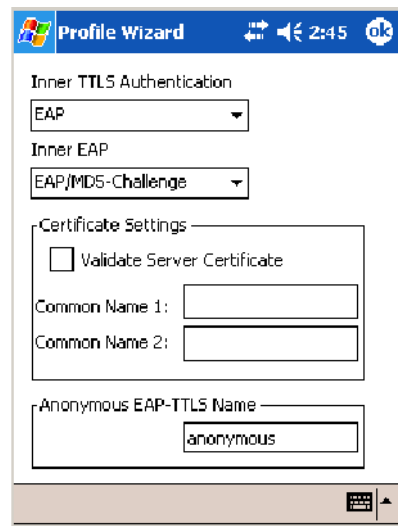 Profile Wizard 2:45 ok
Inner TTLS Authentication
EAP
Inner EAP
EAP/MD5-Challenge
Certificate Settings
Validate Server Certificate
Common Name 1:
Common Name 2:
Anonymous EAP-TTLS Name
anonymous